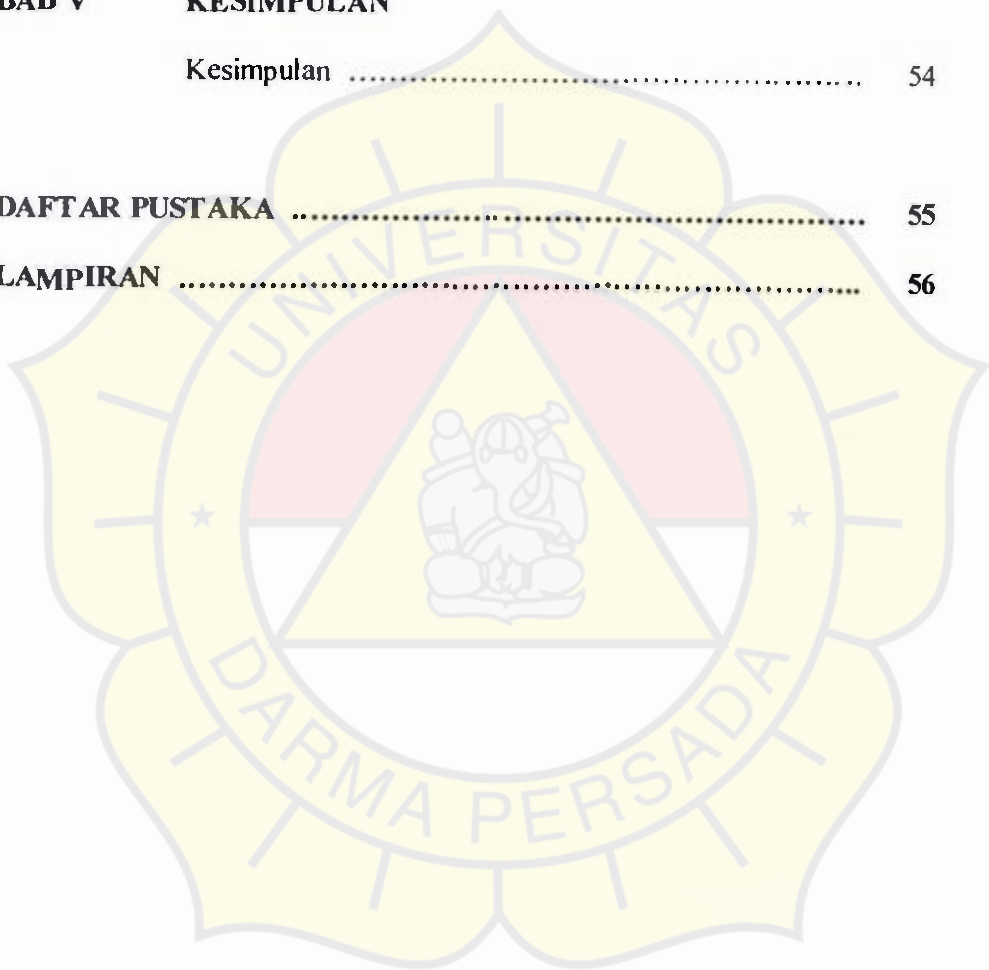 BAB V KESIMPULAN
Kesimpulan ........................................................ 54
DAFTAR PUSTAKA ........................................................ 55
LAMPIRAN ........................................................ 56
UNIVERSITAS
DARMA PERSADA